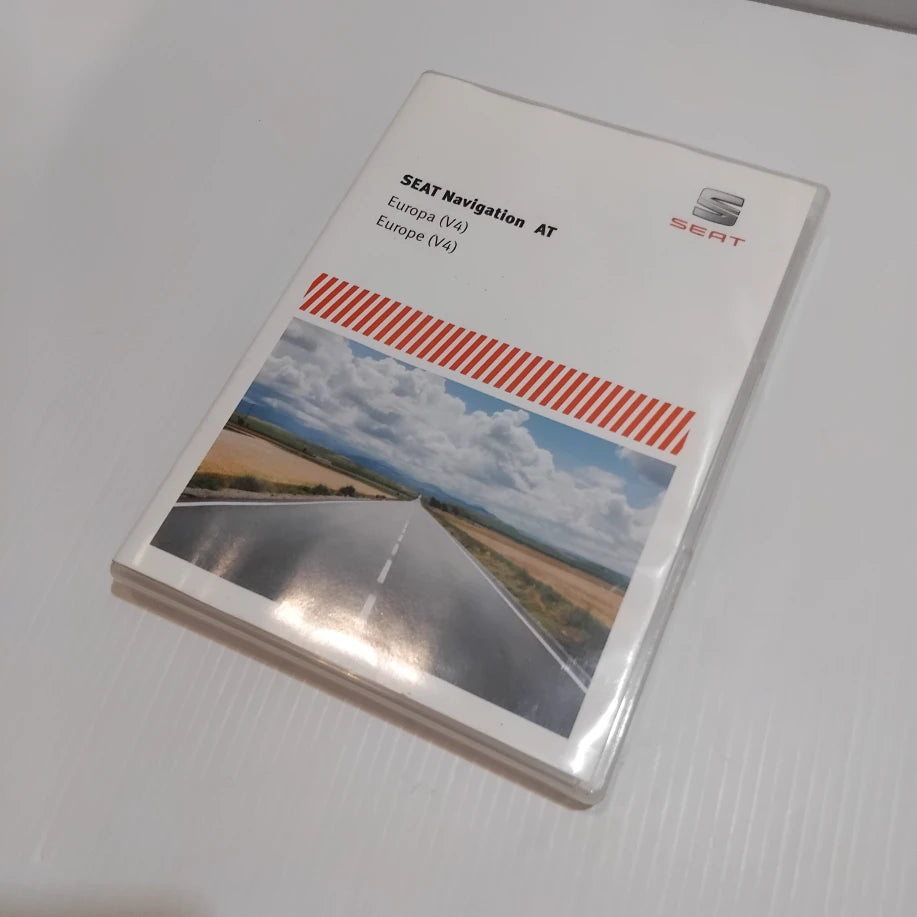 SEAT Navigation AT
Europa (V4)
Europe (V4)
SEAT